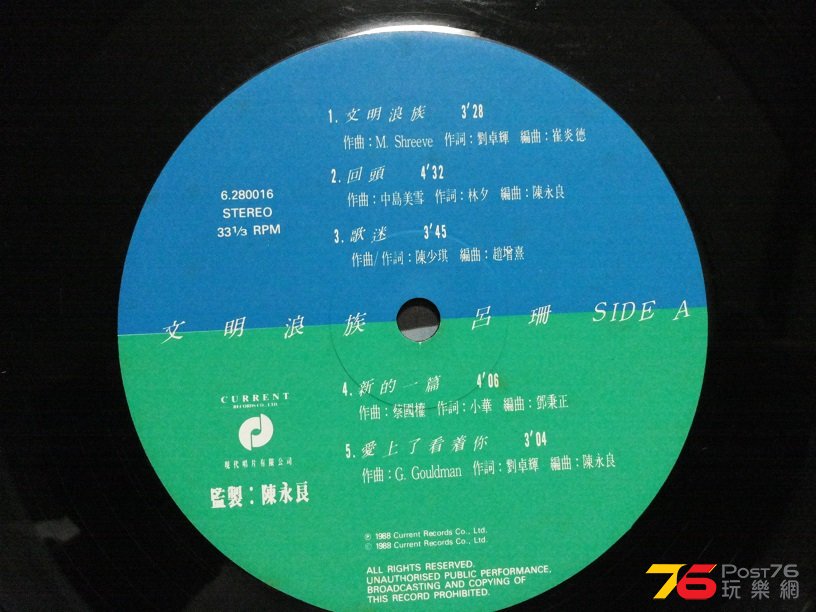 1. 文明浪族 3'28
作曲：M. Shreeve 作詞：劉卓輝 編曲：崔炎德
2. 回頭 4'32
作曲：中島美雪 作詞：林夕 編曲：陳永良
3. 歌迷 3'45
作曲/作詞：陳少琪 編曲：趙增熹
6.280016
STEREO
33 1/3 RPM
文明浪族 呂珊 SIDE A
4. 新的一篇 4'06
作曲：蔡國權 作詞：小華 編曲：鄧秉正
5. 愛上了看着你 3'04
作曲：G. Gouldman 作詞：劉卓輝 編曲：陳永良
CURRENT
RECORDS CO., LTD.
現代唱片有限公司
監製：陳永良
Ⓟ 1988 Current Records Co., Ltd.
© 1988 Current Records Co., Ltd.
ALL RIGHTS RESERVED.
UNAUTHORISED PUBLIC PERFORMANCE,
BROADCASTING AND COPYING OF
THIS RECORD PROHIBITED.
76 Post76
玩樂網